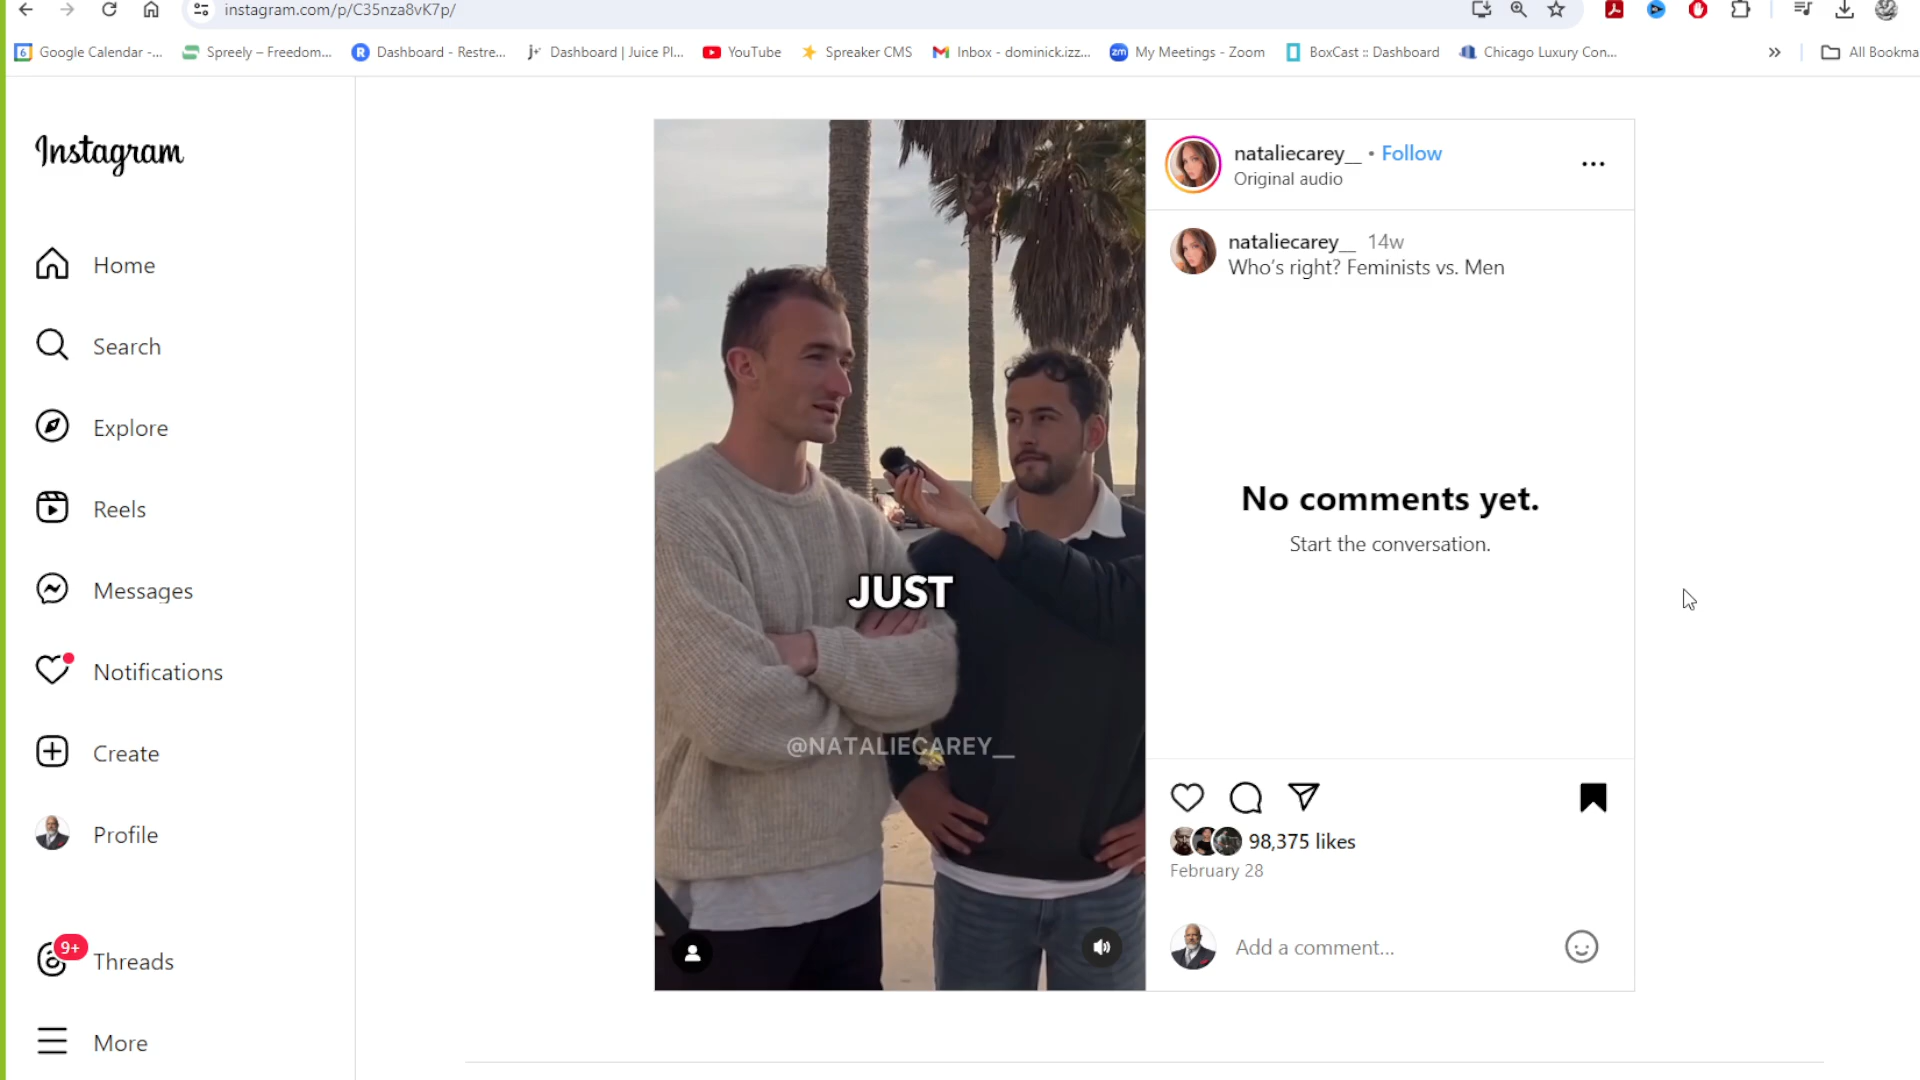 instagram.com/p/C35nza8vK7p/
Google Calendar -...
Spreely – Freedom...
Dashboard - Restre...
Dashboard | Juice Pl...
YouTube
Spreaker CMS
Inbox - dominick.izz...
My Meetings - Zoom
BoxCast :: Dashboard
Chicago Luxury Con...
All Bookma
Instagram
Home
Search
Explore
Reels
Messages
Notifications
Create
Profile
9+
Threads
More
JUST
@NATALIECAREY__
nataliecarey__ • Follow
Original audio
nataliecarey__ 14w
Who's right? Feminists vs. Men
No comments yet.
Start the conversation.
98,375 likes
February 28
Add a comment...